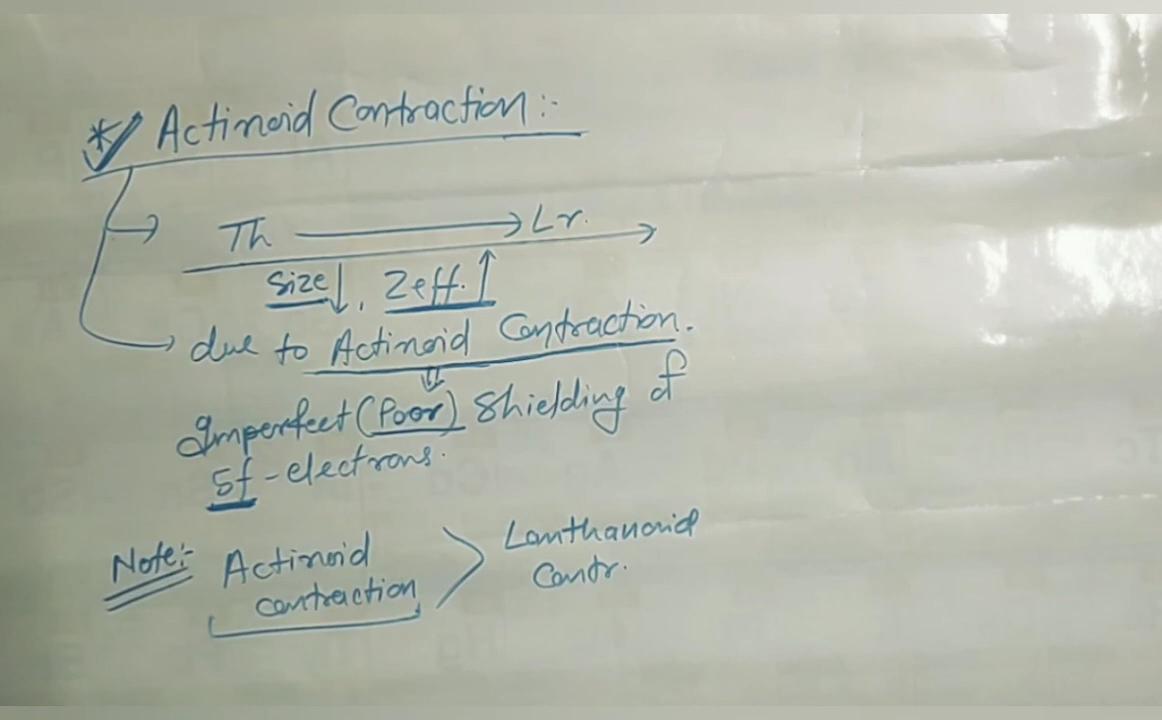 * Actinoid Contraction:-
Th → Lr.
Size↓, Zeff.↑
due to Actinoid Contraction.
⇓
Imperfect (Poor) Shielding of
5f-electrons.
Note:- Actinoid contraction > Lanthanoid Contr.